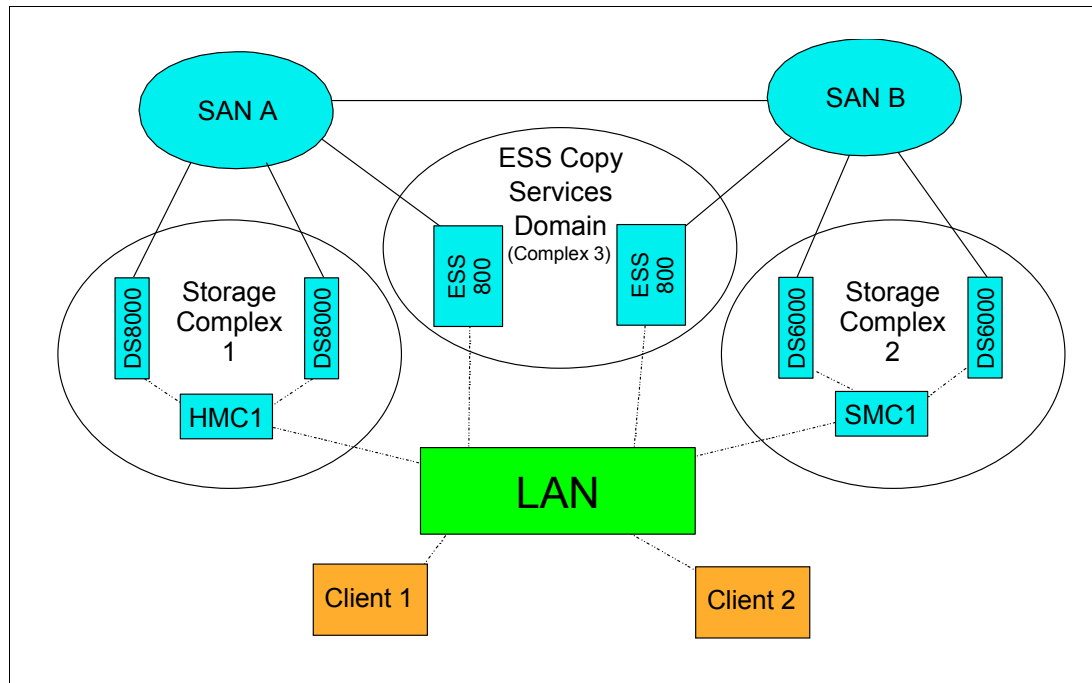 SAN A
SAN B
ESS Copy
Services
Domain
(Complex 3)
ESS
800
ESS
800
DS8000
Storage
Complex
1
DS8000
HMC1
DS6000
Storage
Complex
2
DS6000
SMC1
LAN
Client 1
Client 2